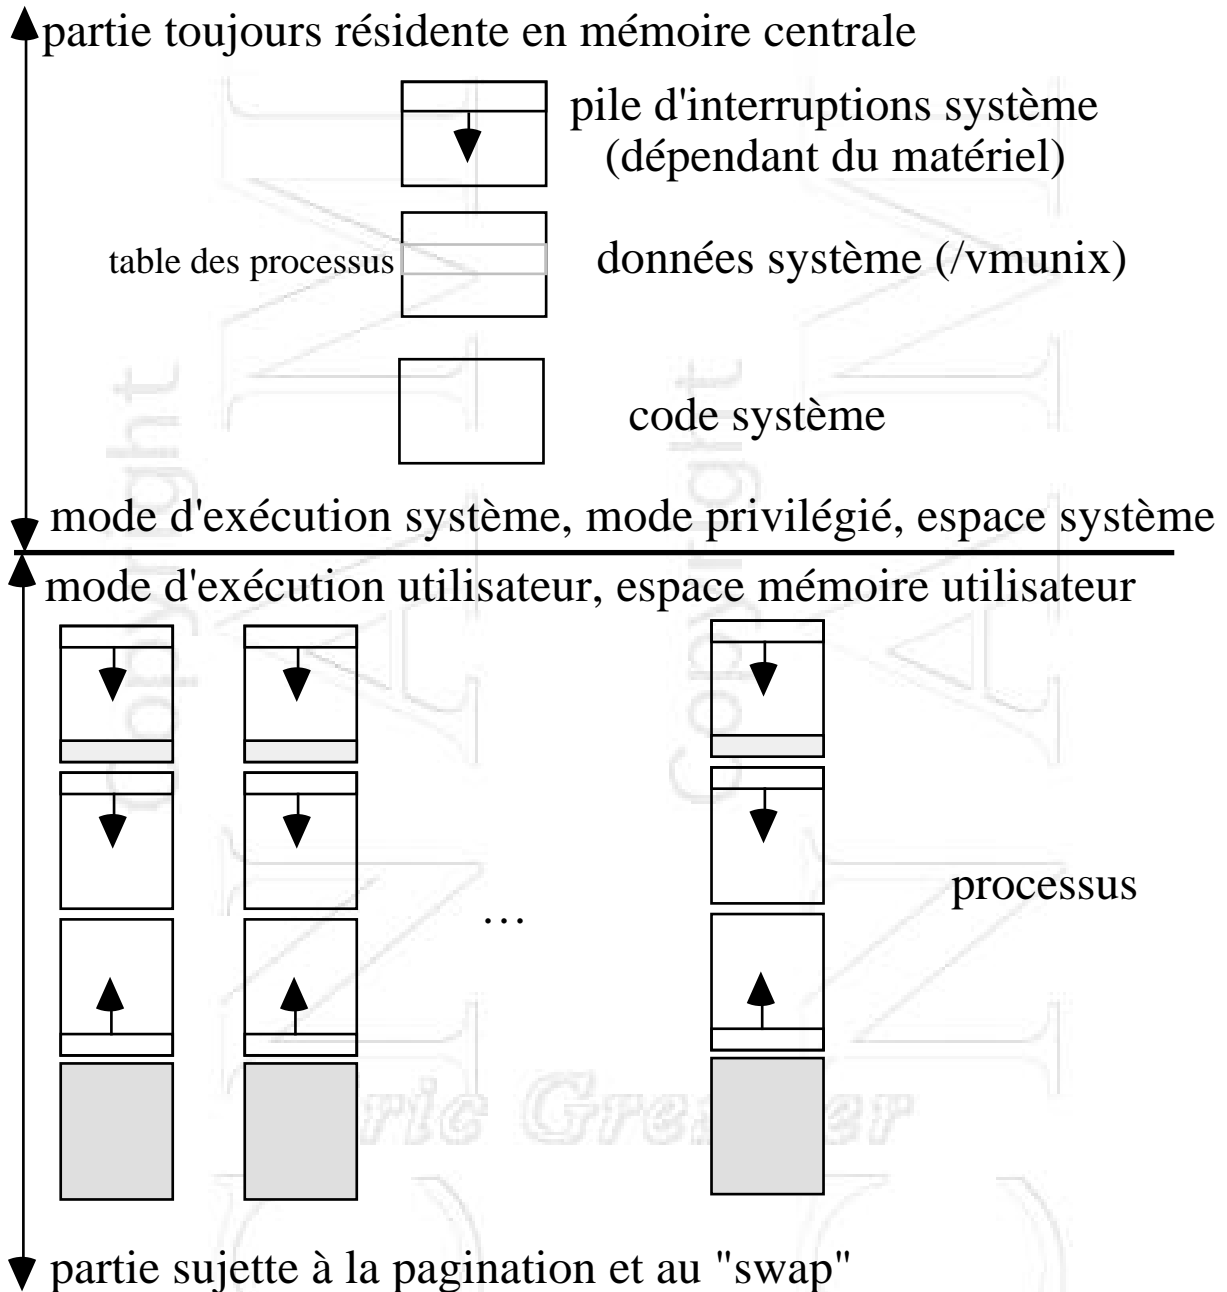 partie toujours résidente en mémoire centrale
pile d'interruptions système
(dépendant du matériel)
table des processus
données système (/vmunix)
code système
mode d'exécution système, mode privilégié, espace système
mode d'exécution utilisateur, espace mémoire utilisateur
…
processus
partie sujette à la pagination et au "swap"
Copyright
Copyright